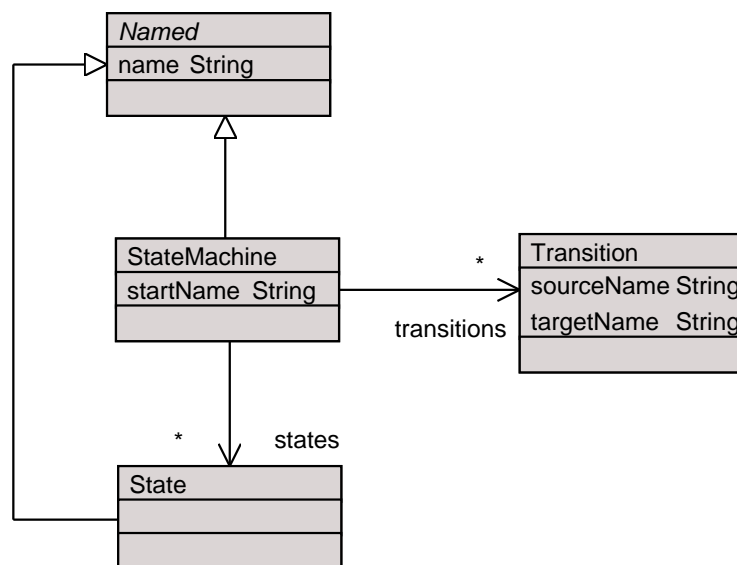 Named
name String
StateMachine
startName String
Transition
sourceName String
targetName String
*
transitions
*
states
State